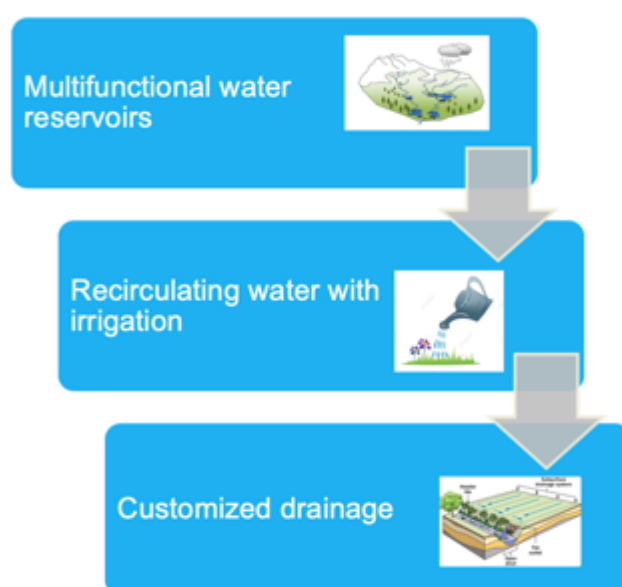 Multifunctional water
reservoirs
Recirculating water with
irrigation
Customized drainage